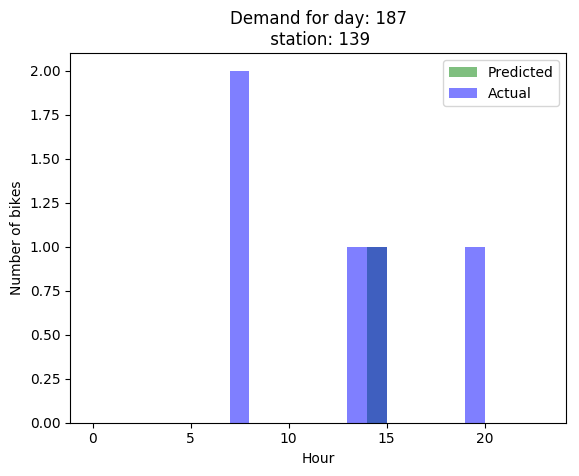 Demand for day: 187
station: 139
Predicted
Actual
Number of bikes
2.00
1.75
1.50
1.25
1.00
0.75
0.50
0.25
0.00
0 5 10 15 20
Hour